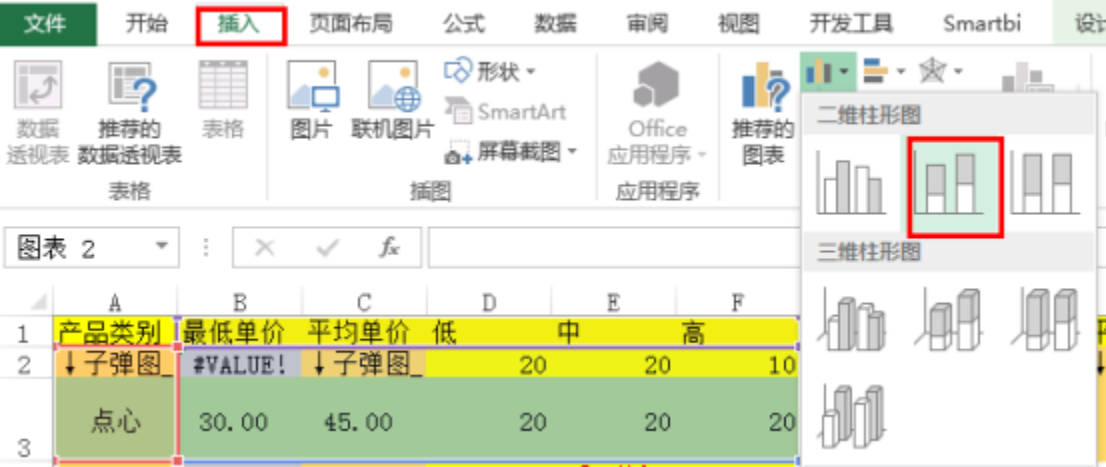 文件 开始 插入 页面布局 公式 数据 审阅 视图 开发工具 Smartbi 设计
数据透视表
推荐的数据透视表
表格
图片
联机图片
形状
SmartArt
屏幕截图
Office应用程序
推荐的图表
表格 插图 应用程序
二维柱形图
三维柱形图
图表 2 fx
A B C D E F
1 产品类别 最低单价 平均单价 低 中 高
2 ↓子弹图_ #VALUE! ↓子弹图_ 20 20 10
3 点心 30.00 45.00 20 20 20